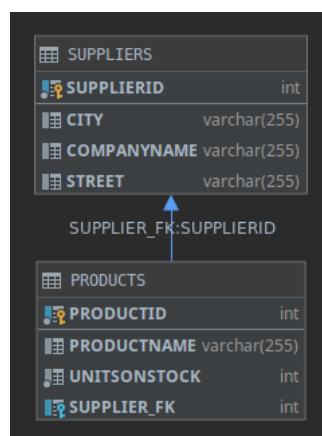 SUPPLIERS
SUPPLIERID int
CITY varchar(255)
COMPANYNAME varchar(255)
STREET varchar(255)
SUPPLIER_FK:SUPPLIERID
PRODUCTS
PRODUCTID int
PRODUCTNAME varchar(255)
UNITSONSTOCK int
SUPPLIER_FK int